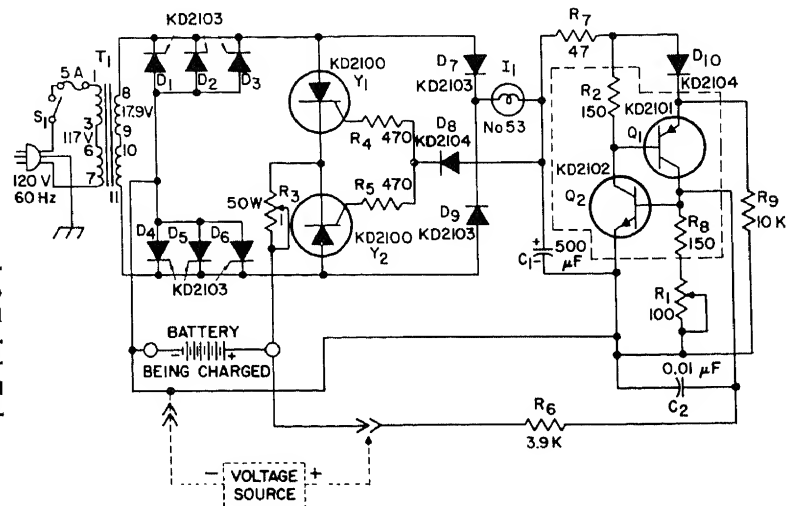 KD2103
5 A
T1
S1
1
3
117V
6
7
8
17.9V
9
10
11
120 V
60 Hz
D1
D2
D3
D4
D5
D6
KD2103
KD2100
Y1
R4
470
R5
470
R3
1
50W
KD2100
Y2
D7
KD2103
I1
No 53
D8
KD2104
D9
KD2103
R7
47
R2
150
D10
KD2104
KD2101
Q1
KD2102
Q2
R8
150
R9
10 K
R1
100
+
C1
−
500
μF
0.01 μF
C2
BATTERY
− +
BEING CHARGED
R6
3.9 K
− +
VOLTAGE
SOURCE